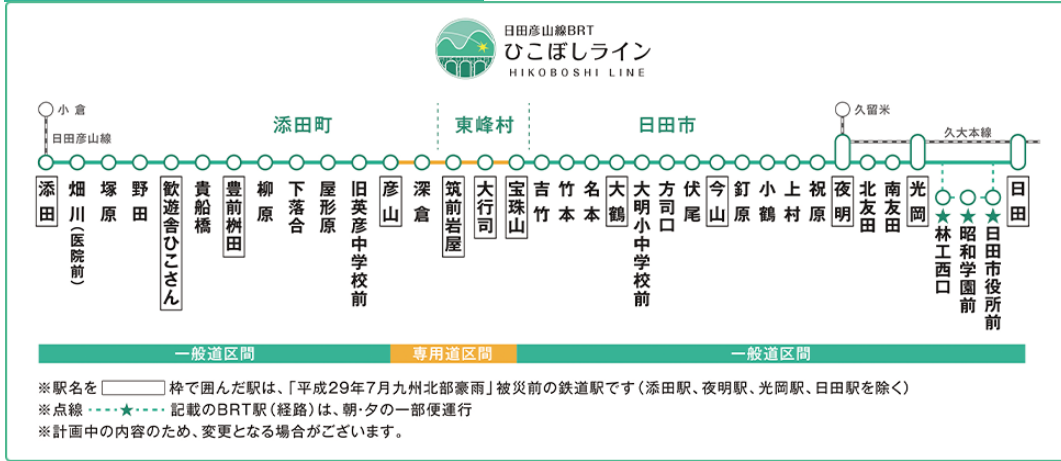 日田彦山線BRT
ひこぼしライン
HIKOBOSHI LINE
小倉
日田彦山線
添田町
東峰村
日田市
久留米
久大本線
添田
畑川(医院前)
塚原
野田
歓遊舎ひこさん
貴船橋
豊前桝田
柳原
下落合
屋形原
旧英彦中学校前
彦山
深倉
筑前岩屋
大行司
宝珠山
吉竹
竹本
名本
大鶴
大明小中学校前
方司口
伏尾
今山
釘原
小鶴
上村
祝原
夜明
北友田
南友田
光岡
★林工西口
★昭和学園前
★日田市役所前
日田
一般道区間
専用道区間
一般道区間
※駅名を 枠で囲んだ駅は、「平成29年7月九州北部豪雨」被災前の鉄道駅です(添田駅、夜明駅、光岡駅、日田駅を除く)
※点線 ★ 記載のBRT駅(経路)は、朝・夕の一部便運行
※計画中の内容のため、変更となる場合がございます。